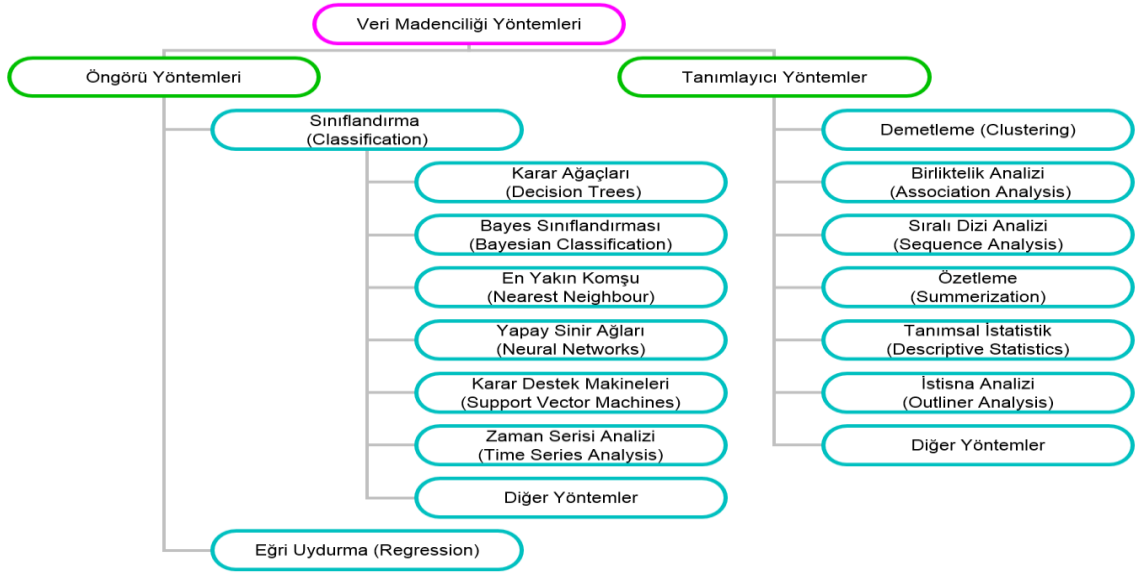 Veri Madenciliği Yöntemleri
Öngörü Yöntemleri
Sınıflandırma
(Classification)
Karar Ağaçları
(Decision Trees)
Bayes Sınıflandırması
(Bayesian Classification)
En Yakın Komşu
(Nearest Neighbour)
Yapay Sinir Ağları
(Neural Networks)
Karar Destek Makineleri
(Support Vector Machines)
Zaman Serisi Analizi
(Time Series Analysis)
Diğer Yöntemler
Eğri Uydurma (Regression)
Tanımlayıcı Yöntemler
Demetleme (Clustering)
Birliktelik Analizi
(Association Analysis)
Sıralı Dizi Analizi
(Sequence Analysis)
Özetleme
(Summerization)
Tanımsal İstatistik
(Descriptive Statistics)
İstisna Analizi
(Outliner Analysis)
Diğer Yöntemler